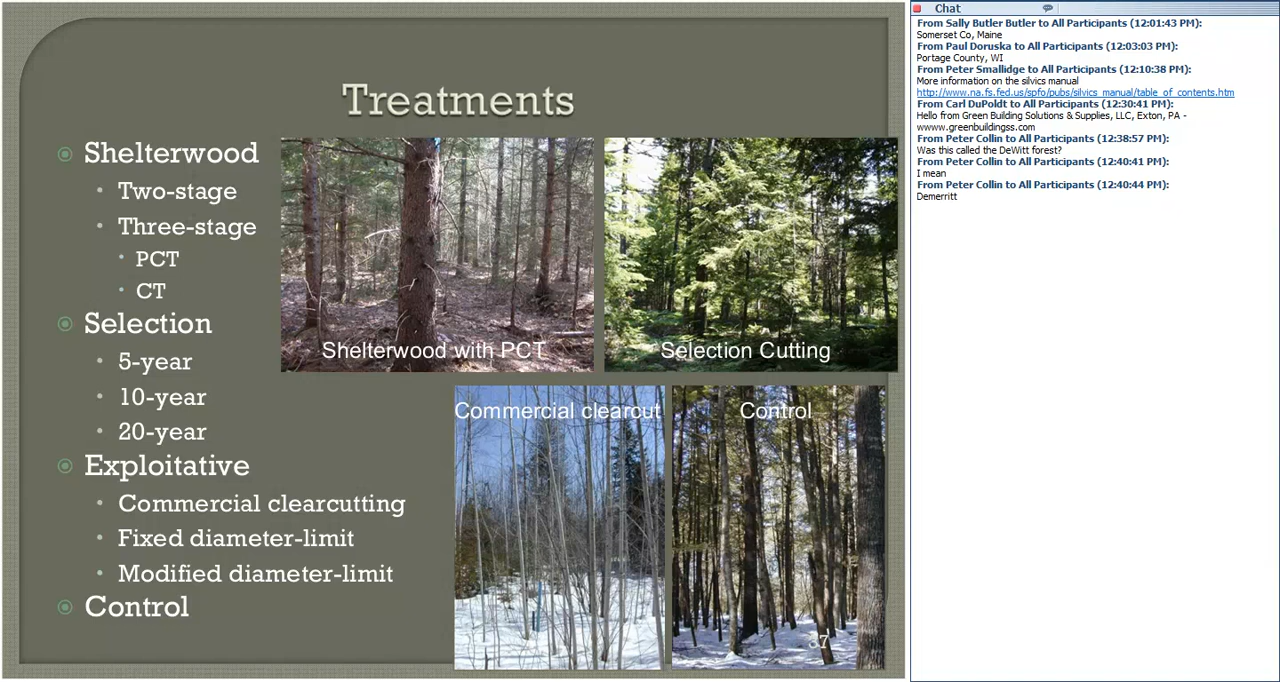 Treatments
Shelterwood
Two-stage
Three-stage
PCT
CT
Selection
5-year
10-year
20-year
Exploitative
Commercial clearcutting
Fixed diameter-limit
Modified diameter-limit
Control
Shelterwood with PCT
Selection Cutting
Commercial clearcut
Control
37
Chat
From Sally Butler Butler to All Participants (12:01:43 PM):
Somerset Co, Maine
From Paul Doruska to All Participants (12:03:03 PM):
Portage County, WI
From Peter Smallidge to All Participants (12:10:38 PM):
More information on the silvics manual
http://www.na.fs.fed.us/spfo/pubs/silvics_manual/table_of_contents.htm
From Carl DuPoldt to All Participants (12:30:41 PM):
Hello from Green Building Solutions & Supplies, LLC, Exton, PA -
wwww.greenbuildingss.com
From Peter Collin to All Participants (12:38:57 PM):
Was this called the DeWitt forest?
From Peter Collin to All Participants (12:40:41 PM):
I mean
From Peter Collin to All Participants (12:40:44 PM):
Demerritt